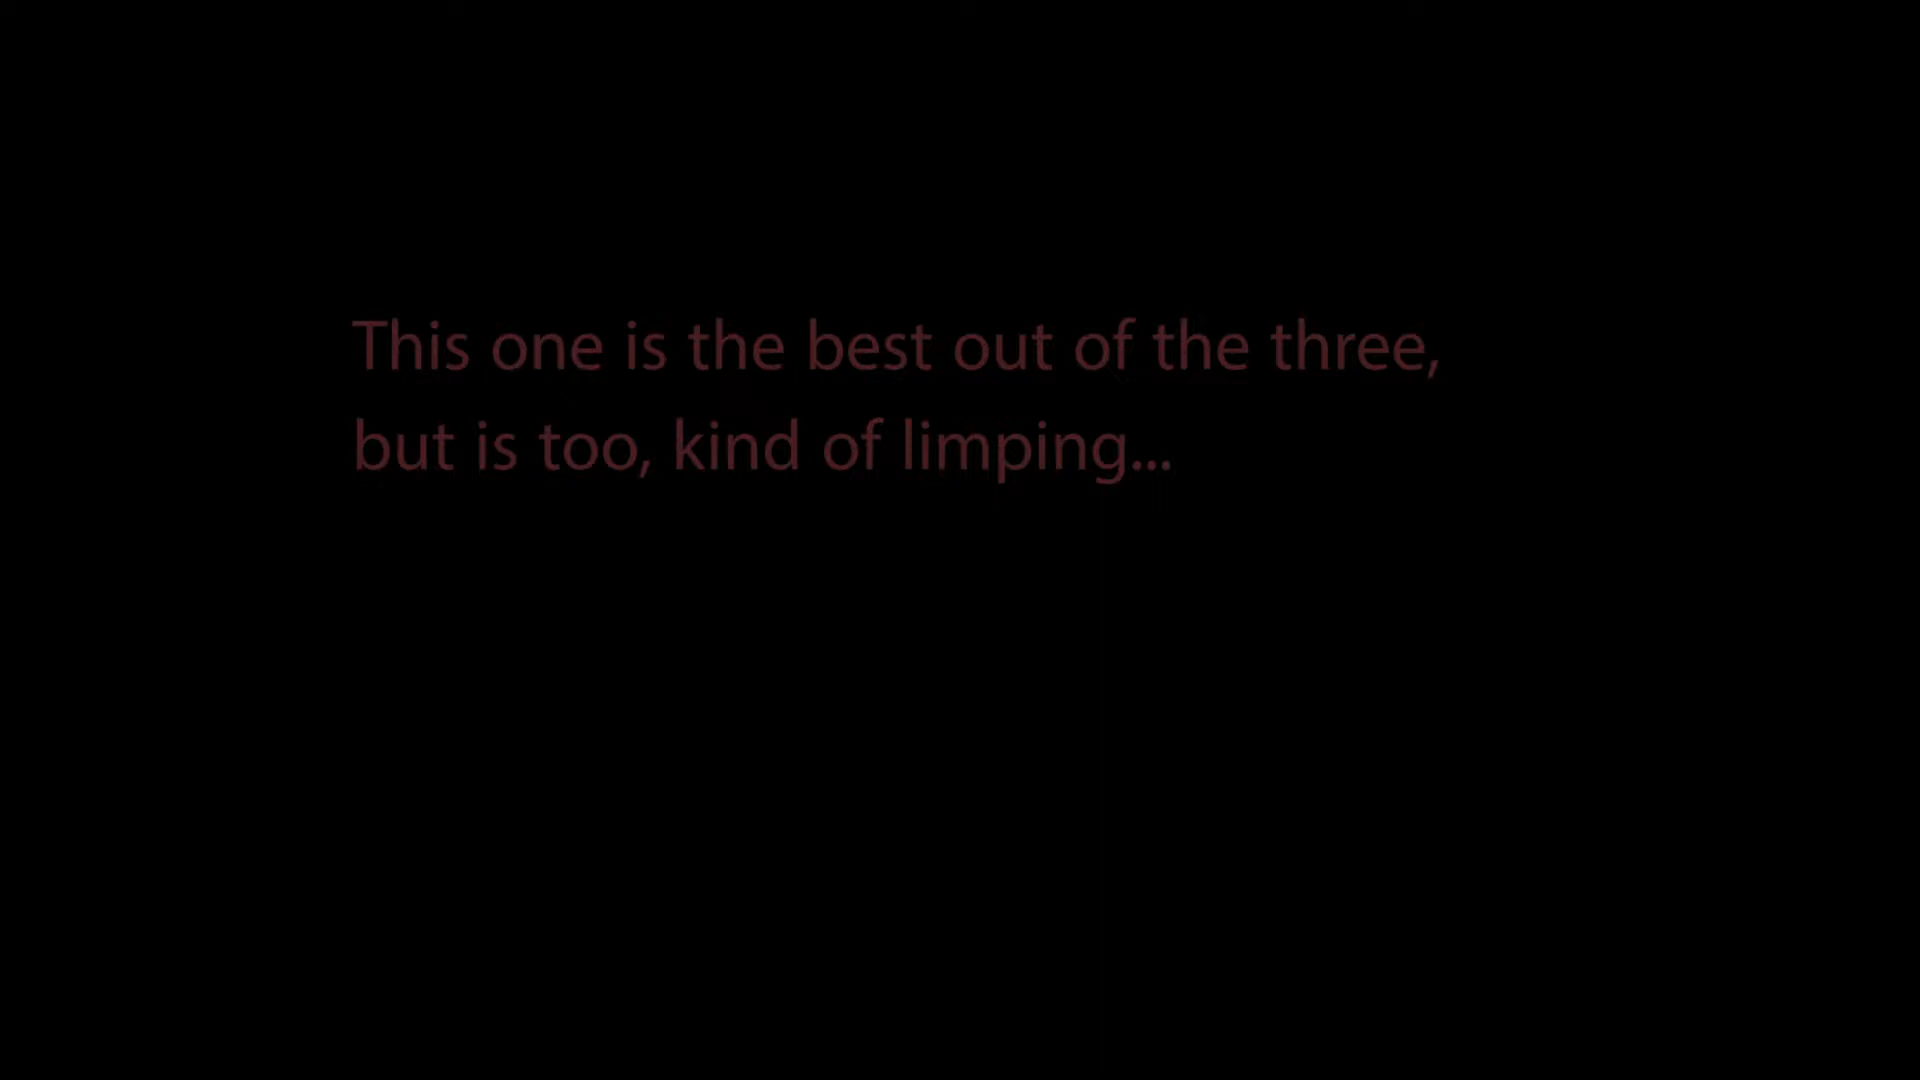 This one is the best out of the three,
but is too, kind of limping...